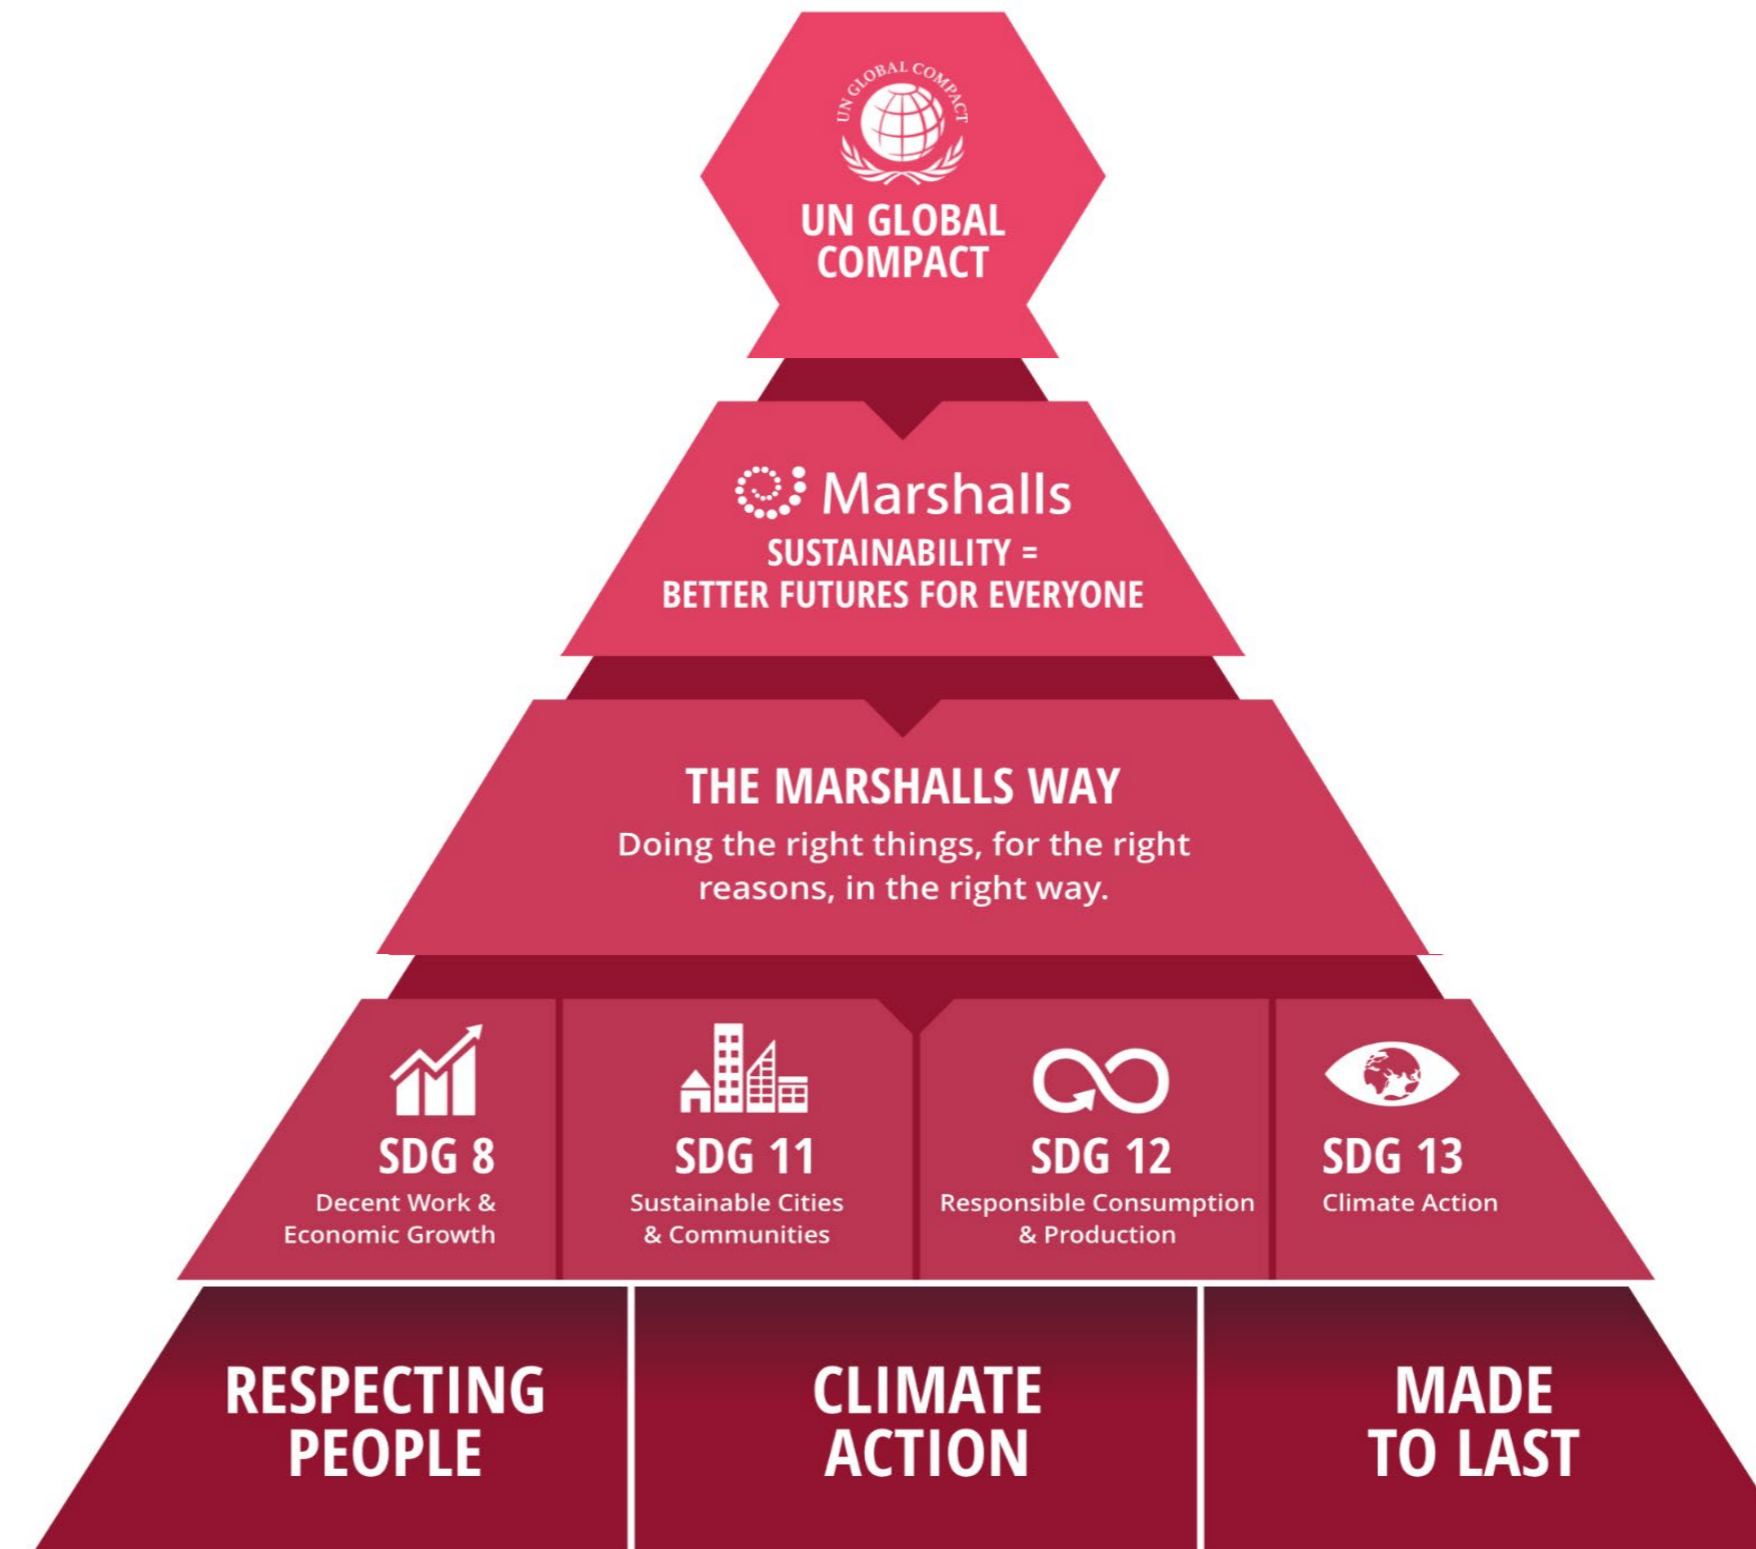 UN GLOBAL COMPACT
UN GLOBAL
COMPACT
Marshalls
SUSTAINABILITY =
BETTER FUTURES FOR EVERYONE
THE MARSHALLS WAY
Doing the right things, for the right
reasons, in the right way.
SDG 8
Decent Work &
Economic Growth
SDG 11
Sustainable Cities
& Communities
SDG 12
Responsible Consumption
& Production
SDG 13
Climate Action
RESPECTING
PEOPLE
CLIMATE
ACTION
MADE
TO LAST